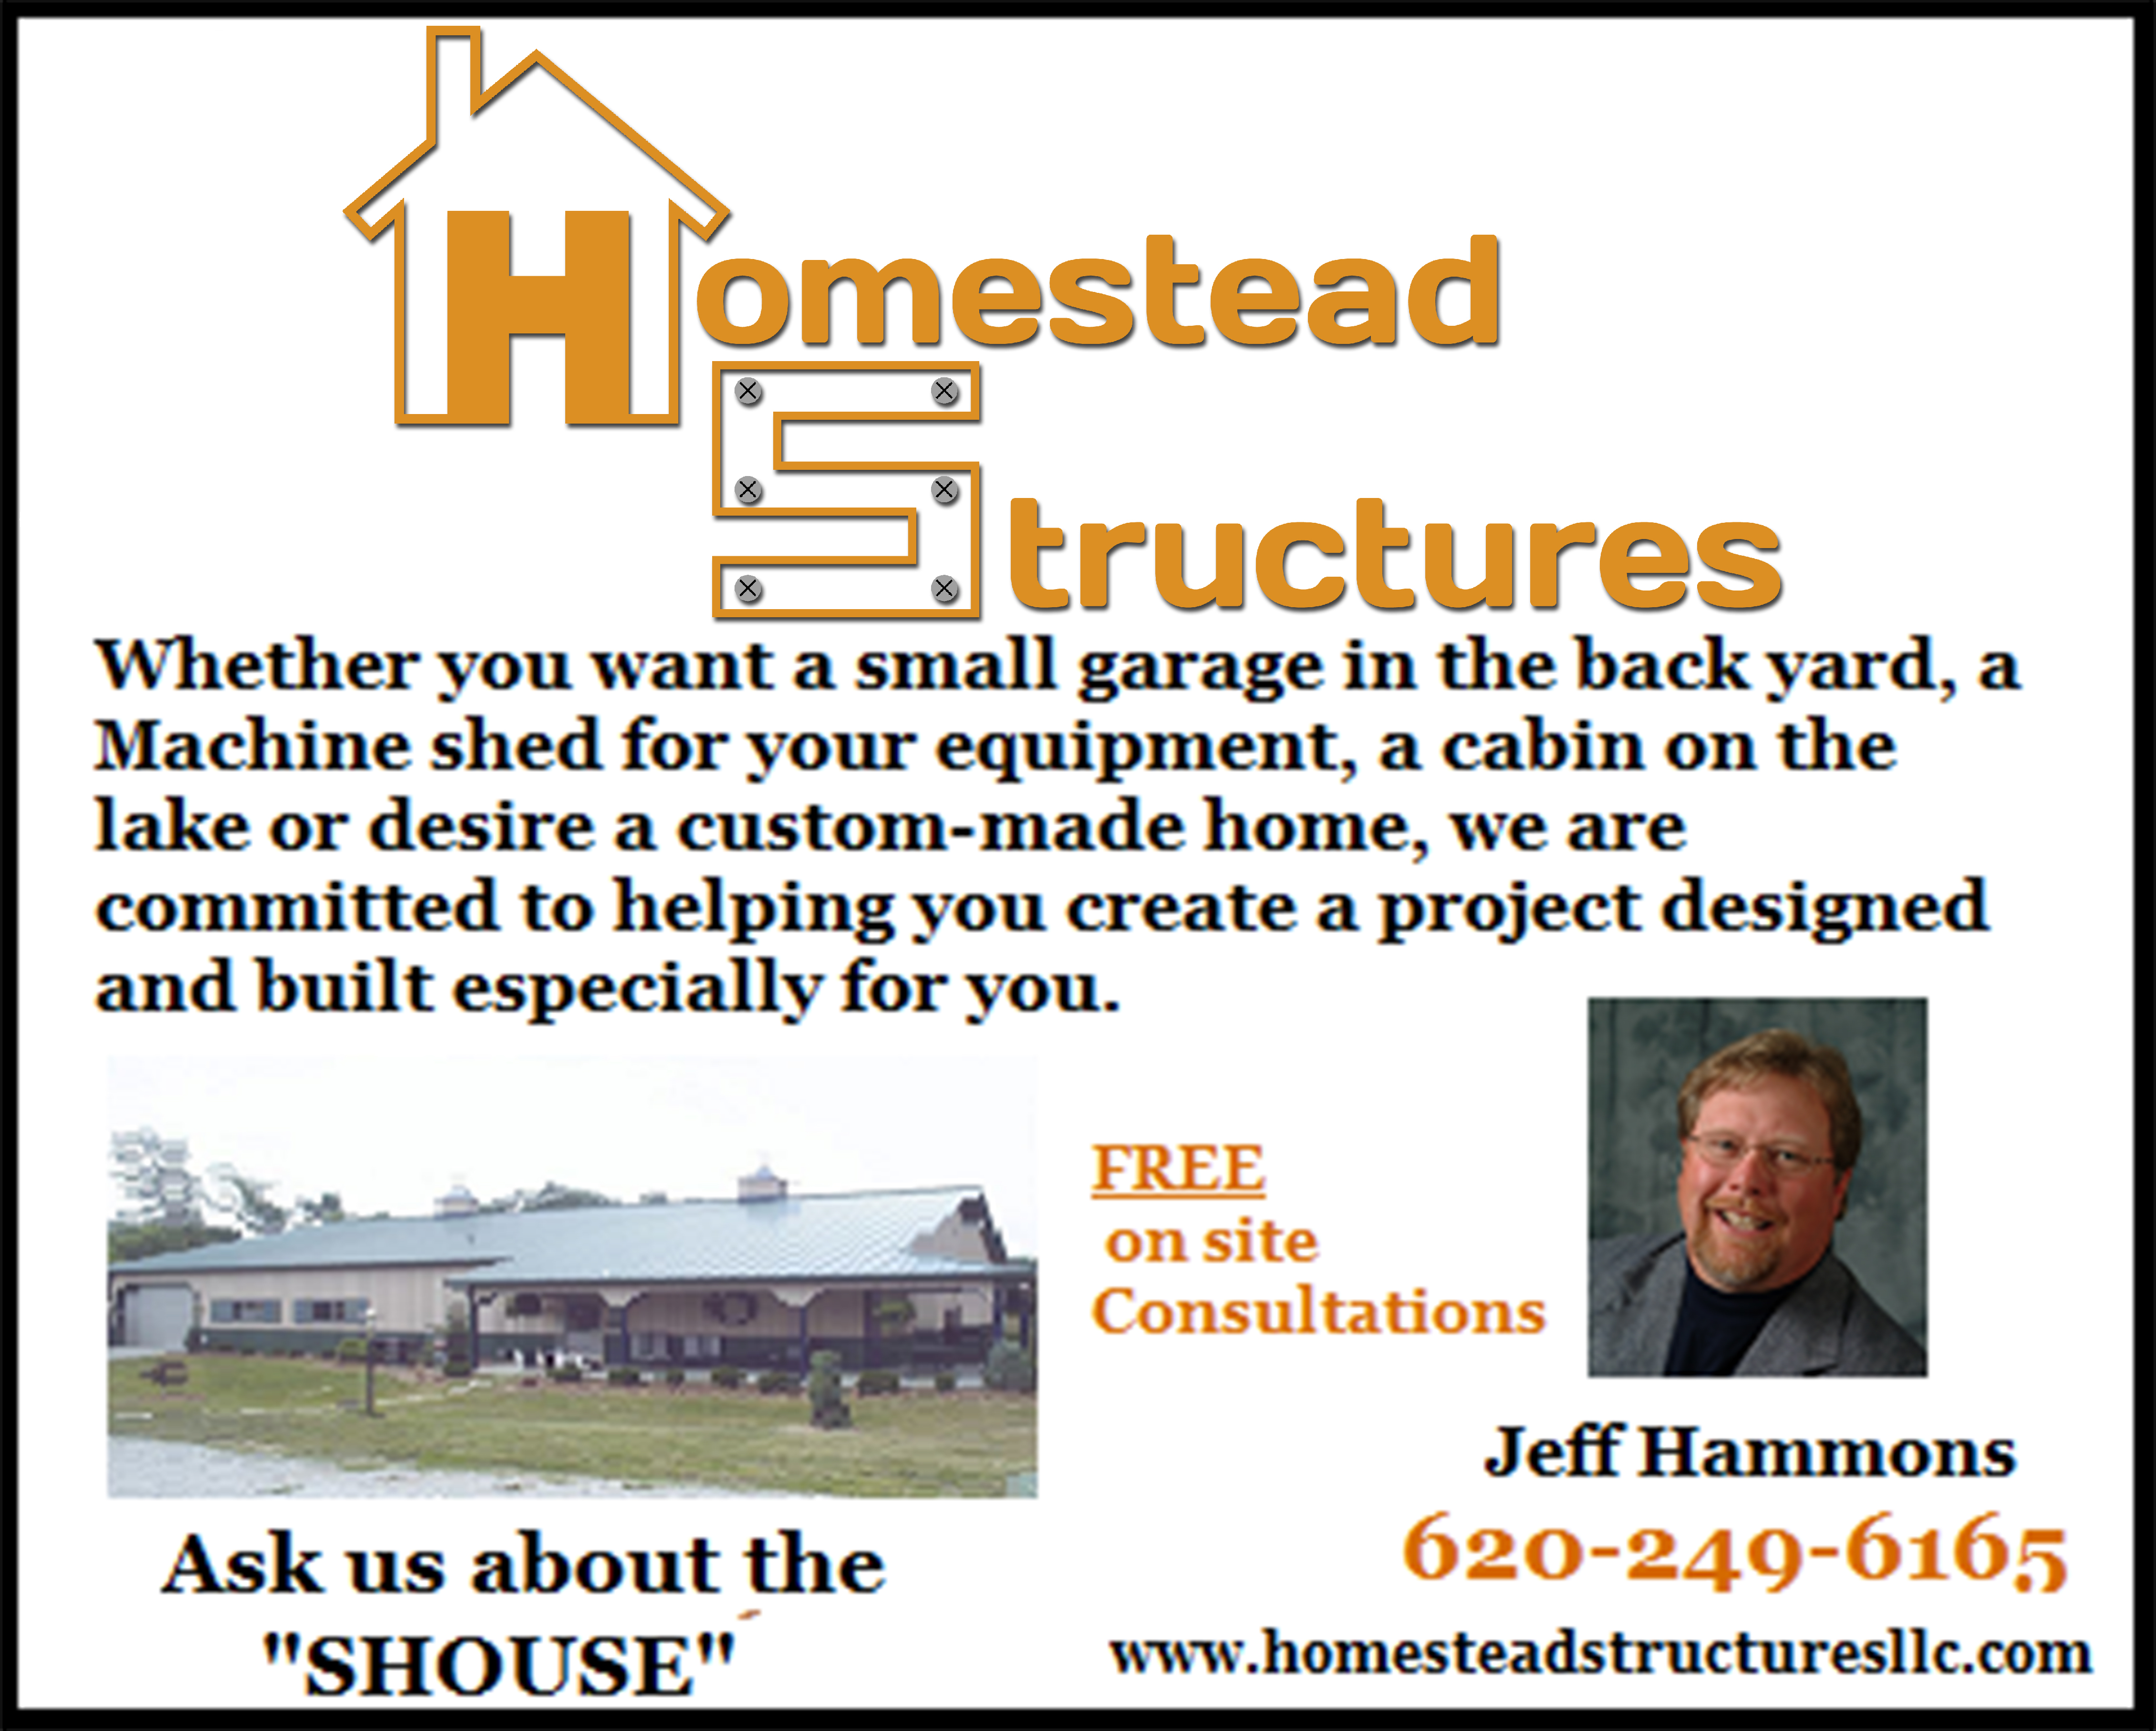 Homestead
Structures
Whether you want a small garage in the back yard, a
Machine shed for your equipment, a cabin on the
lake or desire a custom-made home, we are
committed to helping you create a project designed
and built especially for you.
FREE
on site
Consultations
Jeff Hammons
620-249-6165
www.homesteadstructuresllc.com
Ask us about the
"SHOUSE"